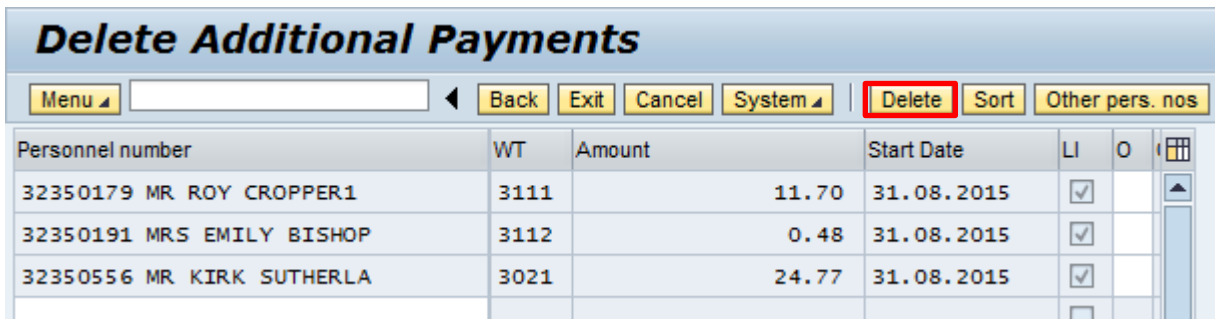 Delete Additional Payments
Menu Back Exit Cancel System Delete Sort Other pers. nos
Personnel number WT Amount Start Date LI O
32350179 MR ROY CROPPER1 3111 11.70 31.08.2015
32350191 MRS EMILY BISHOP 3112 0.48 31.08.2015
32350556 MR KIRK SUTHERLA 3021 24.77 31.08.2015